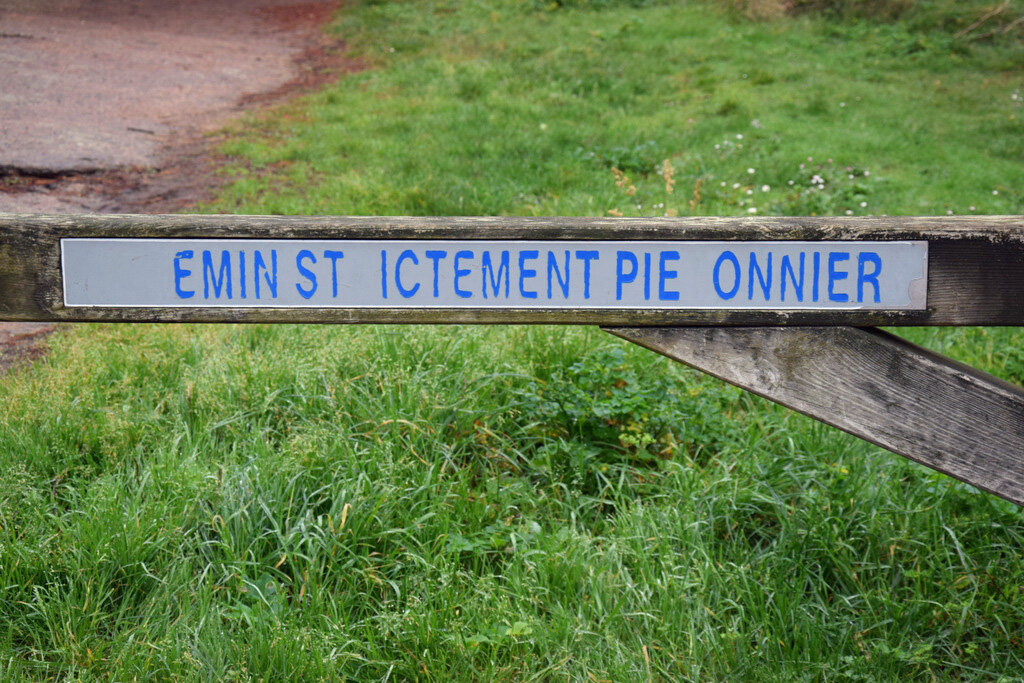 EMIN ST ICTEMENT PIE ONNIER